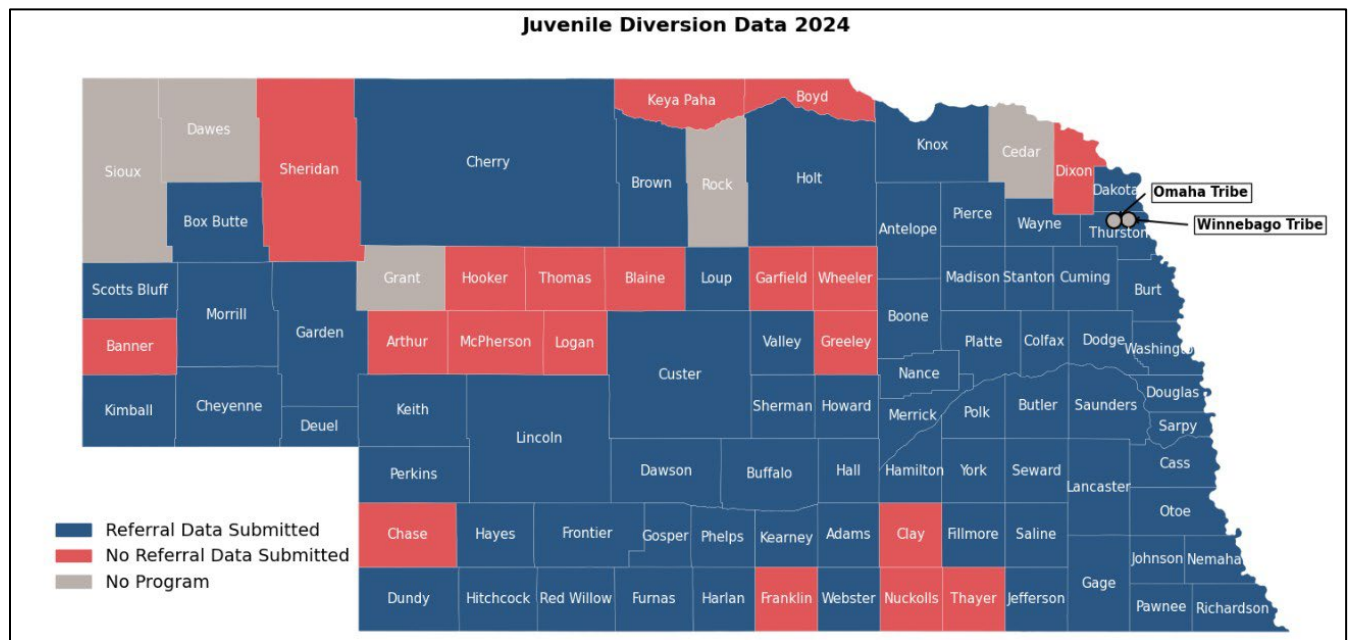 Juvenile Diversion Data 2024
Keya Paha
Boyd
Dawes
Sioux
Sheridan
Cherry
Knox
Cedar
Brown
Rock
Holt
Dixon
Dakota
Omaha Tribe
Box Butte
Pierce
Wayne
Winnebago Tribe
Antelope
Thurston
Grant
Hooker
Thomas
Blaine
Loup
Garfield
Wheeler
Madison
Stanton
Cuming
Scotts Bluff
Burt
Morrill
Garden
Boone
Banner
Arthur
McPherson
Logan
Valley
Greeley
Platte
Colfax
Dodge
Washington
Custer
Nance
Kimball
Cheyenne
Keith
Sherman
Howard
Merrick
Polk
Butler
Saunders
Douglas
Deuel
Sarpy
Lincoln
Perkins
Dawson
Buffalo
Hall
Hamilton
York
Seward
Lancaster
Cass
Otoe
Referral Data Submitted
No Referral Data Submitted
No Program
Chase
Hayes
Frontier
Gosper
Phelps
Kearney
Adams
Clay
Fillmore
Saline
Johnson
Nemaha
Gage
Dundy
Hitchcock
Red Willow
Furnas
Harlan
Franklin
Webster
Nuckolls
Thayer
Jefferson
Pawnee
Richardson